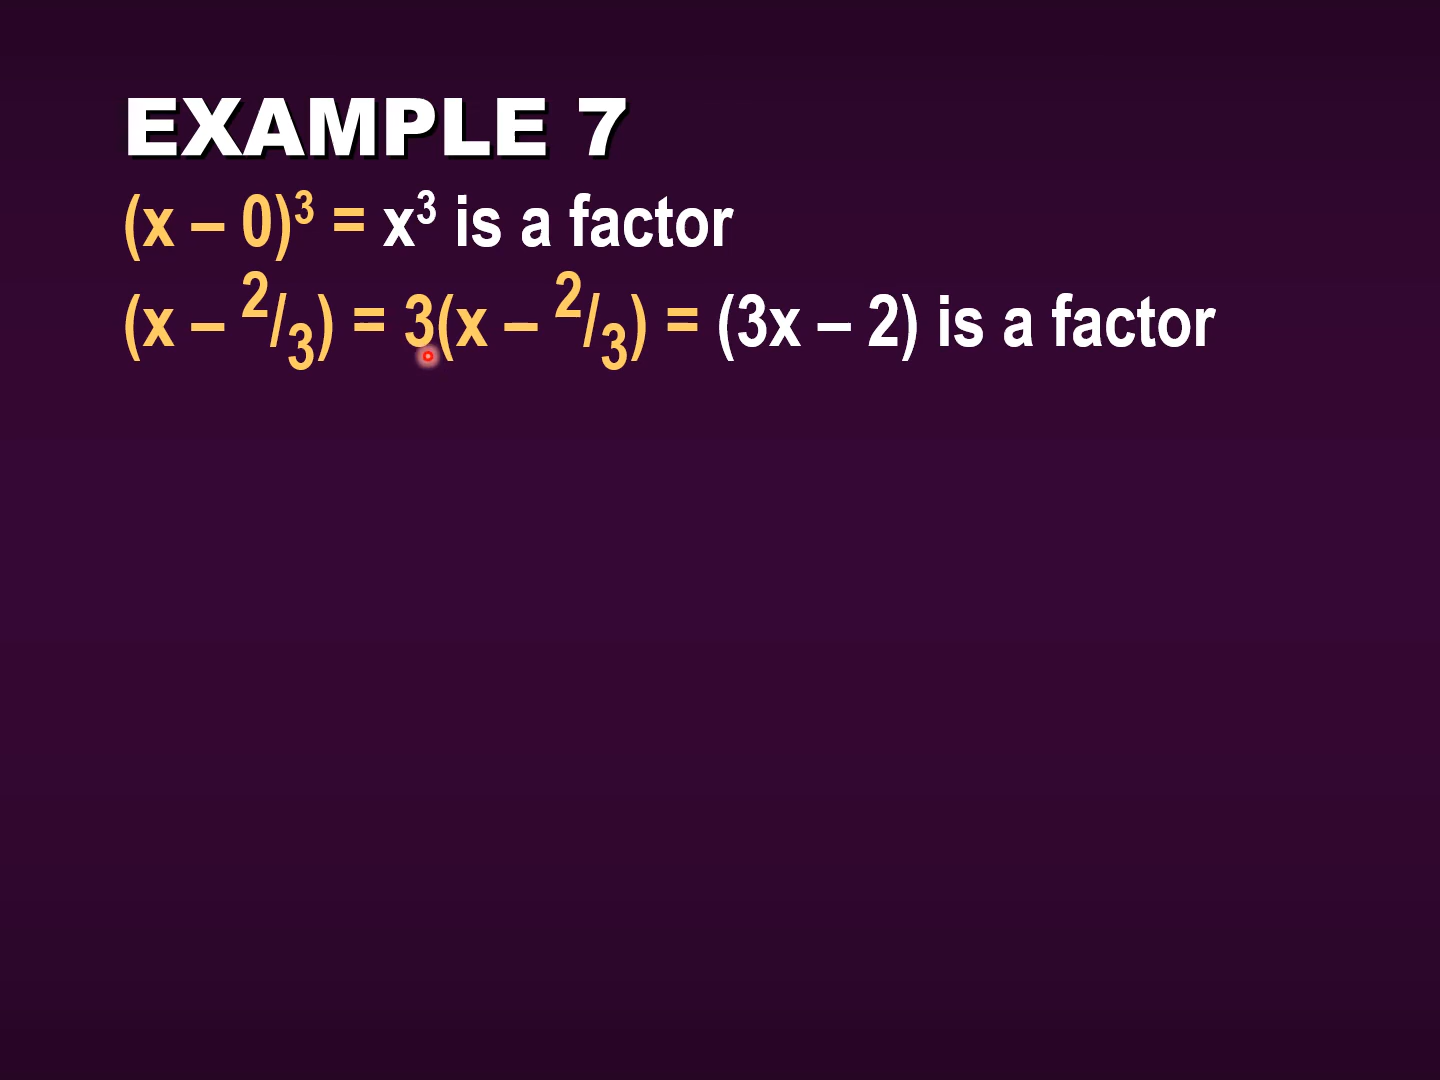 EXAMPLE 7
(x – 0)³ = x³ is a factor
(x – ²/₃) = 3(x – ²/₃) = (3x – 2) is a factor